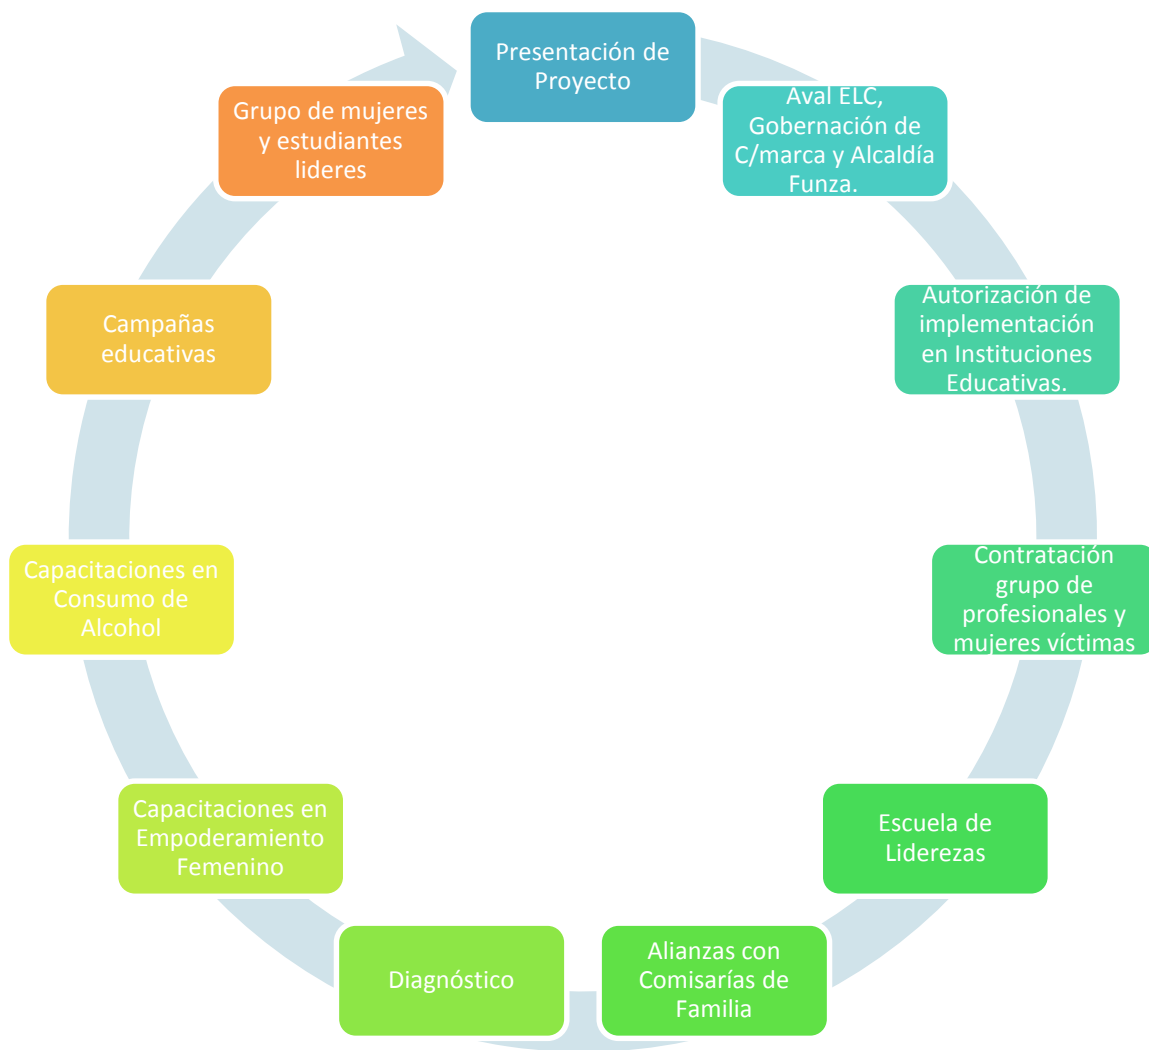 Presentación de
Proyecto
Aval ELC,
Gobernación de
C/marca y Alcaldía
Funza.
Autorización de
implementación
en Instituciones
Educativas.
Contratación
grupo de
profesionales y
mujeres víctimas
Escuela de
Liderezas
Alianzas con
Comisarías de
Familia
Diagnóstico
Capacitaciones en
Empoderamiento
Femenino
Capacitaciones en
Consumo de
Alcohol
Campañas
educativas
Grupo de mujeres
y estudiantes
lideres